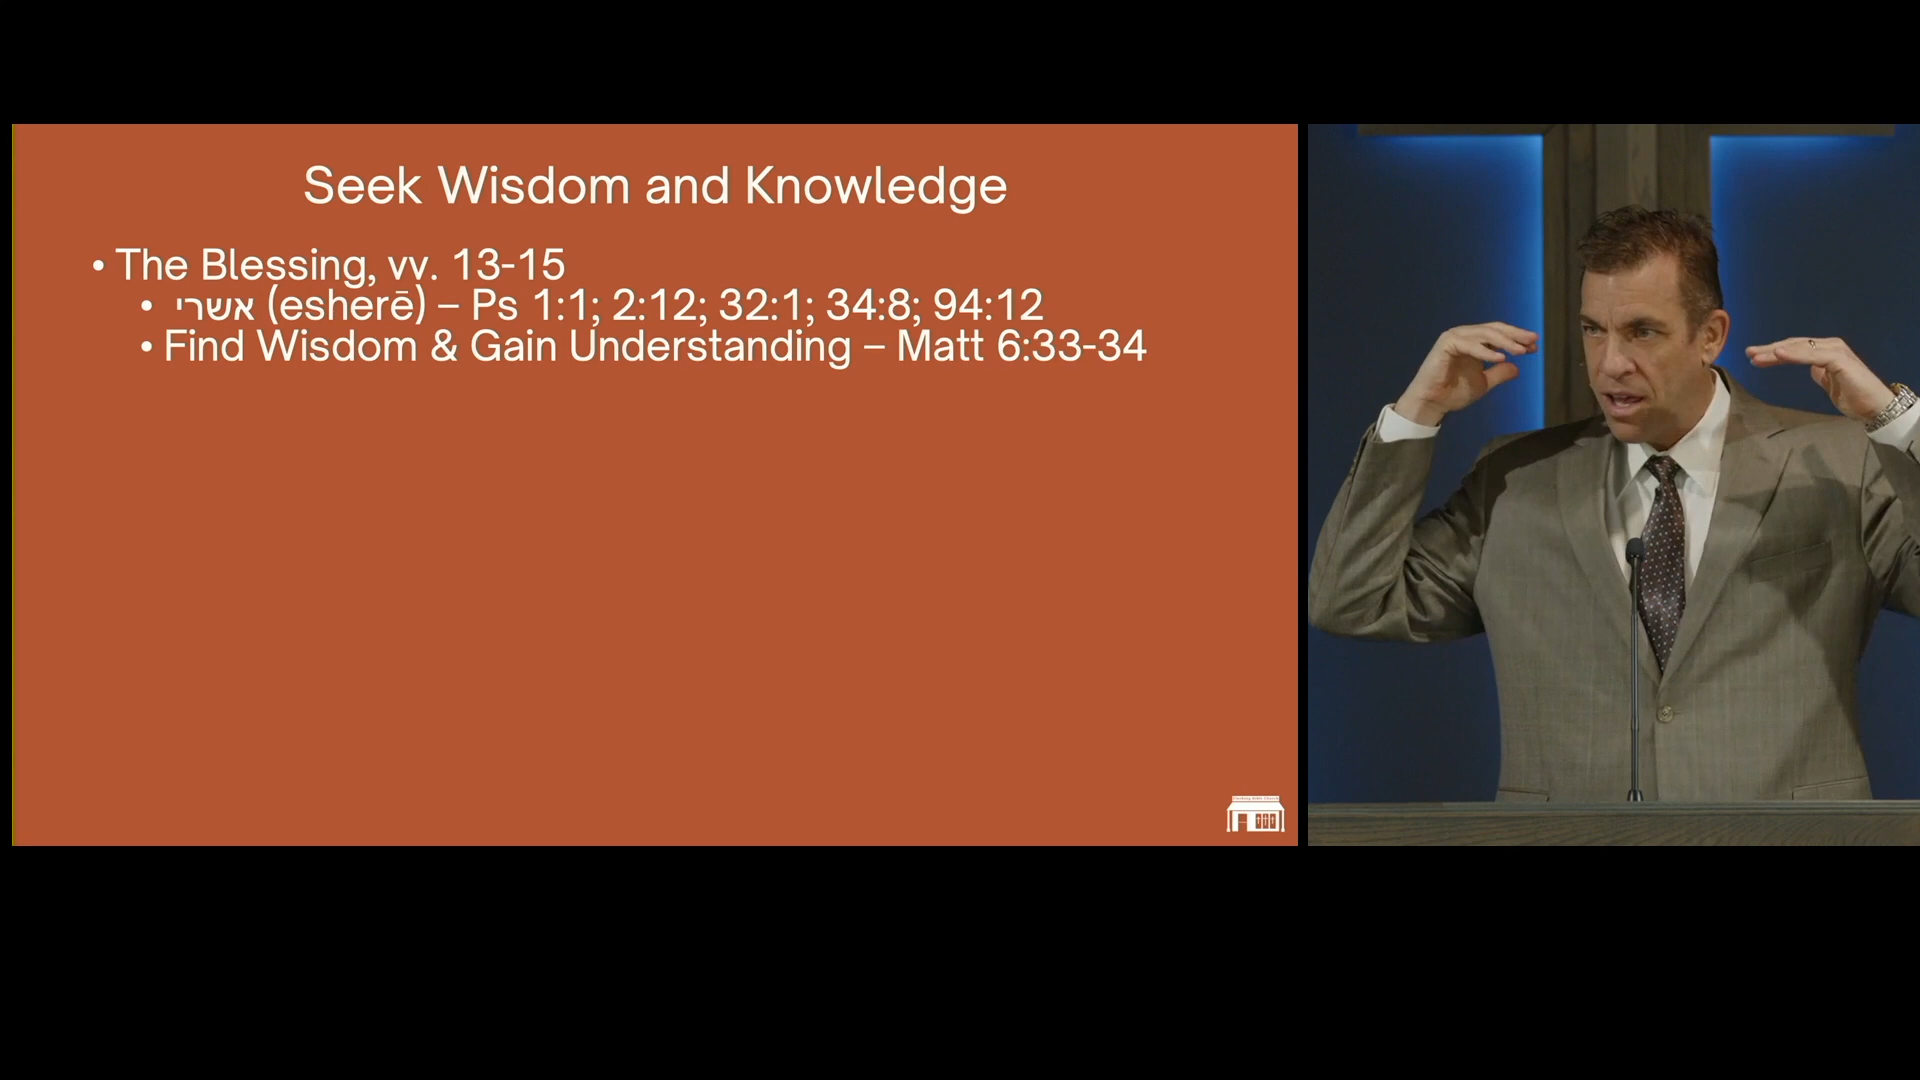 Seek Wisdom and Knowledge
• The Blessing, vv. 13-15
• אשרי (esherē) – Ps 1:1; 2:12; 32:1; 34:8; 94:12
• Find Wisdom & Gain Understanding – Matt 6:33-34